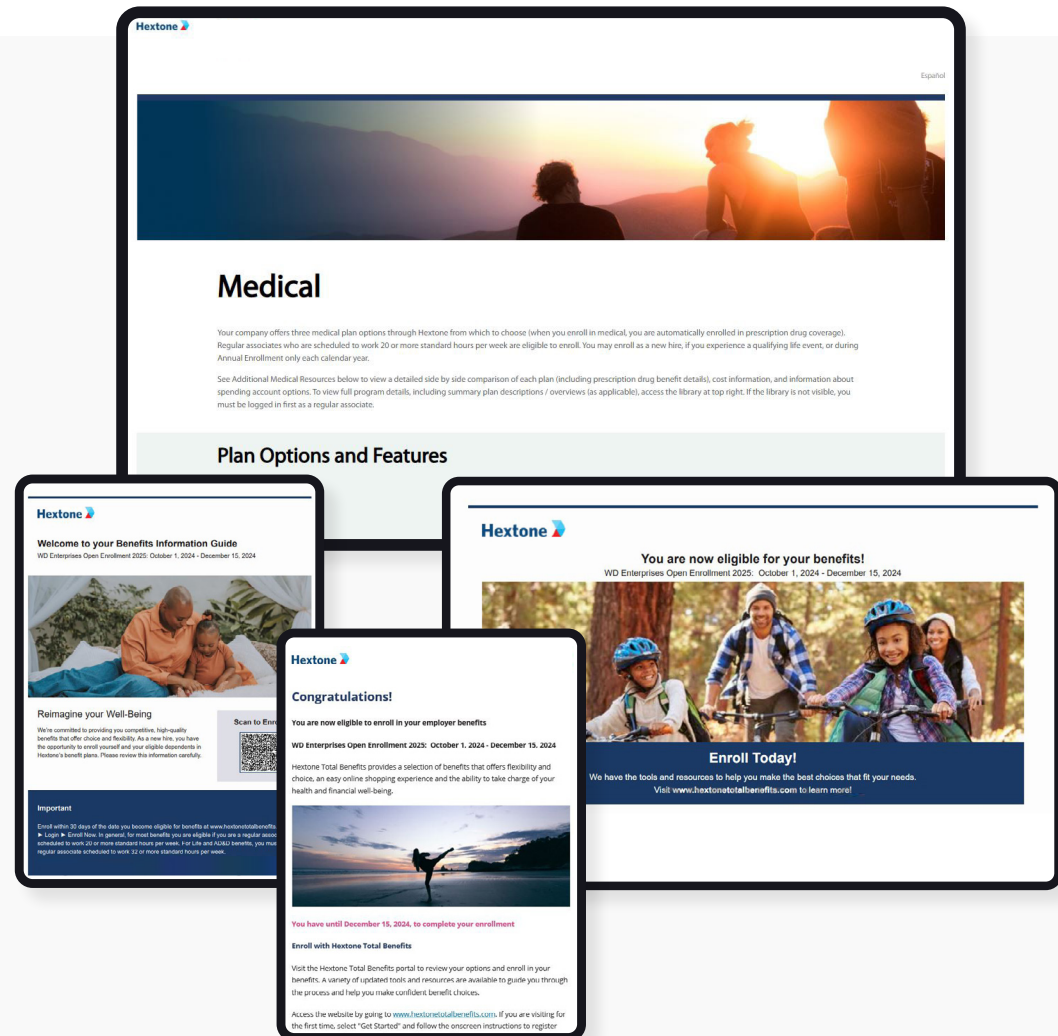 Hextone
Español
Medical
Your company offers three medical plan options through Hextone from which to choose (when you enroll in medical, you are automatically enrolled in prescription drug coverage).
Regular associates who are scheduled to work 20 or more standard hours per week are eligible to enroll. You may enroll as a new hire, if you experience a qualifying life event, or during
Annual Enrollment only each calendar year.
See Additional Medical Resources below to view a detailed side by side comparison of each plan (including prescription drug benefit details), cost information, and information about
spending account options. To view full program details, including summary plan descriptions / overviews (as applicable), access the library at top right. If the library is not visible, you
must be logged in first as a regular associate.
Plan Options and Features
Hextone
Welcome to your Benefits Information Guide
WD Enterprises Open Enrollment 2025: October 1, 2024 - December 15, 2024
Reimagine your Well-Being
We're committed to providing you competitive, high-quality
benefits that offer choice and flexibility. As a new hire, you have
the opportunity to enroll yourself and your eligible dependents in
Hextone's benefit plans. Please review this information carefully.
Scan to Enr
Important
Enroll within 30 days of the date you become eligible for benefits at www.hextonetotalbenefits
► Login ► Enroll Now. In general, for most benefits you are eligible if you are a regular assoc
scheduled to work 20 or more standard hours per week. For Life and AD&D benefits, you mus
regular associate scheduled to work 32 or more standard hours per week.
Hextone
Congratulations!
You are now eligible to enroll in your employer benefits
WD Enterprises Open Enrollment 2025: October 1, 2024 - December 15, 2024
Hextone Total Benefits provides a selection of benefits that offers flexibility and
choice, an easy online shopping experience and the ability to take charge of your
health and financial well-being.
You have until December 15, 2024, to complete your enrollment
Enroll with Hextone Total Benefits
Visit the Hextone Total Benefits portal to review your options and enroll in your
benefits. A variety of updated tools and resources are available to guide you through
the process and help you make confident benefit choices.
Access the website by going to www.hextonetotalbenefits.com. If you are visiting for
the first time, select "Get Started" and follow the onscreen instructions to register
Hextone
You are now eligible for your benefits!
WD Enterprises Open Enrollment 2025: October 1, 2024 - December 15, 2024
Enroll Today!
We have the tools and resources to help you make the best choices that fit your needs.
Visit www.hextonetotalbenefits.com to learn more!